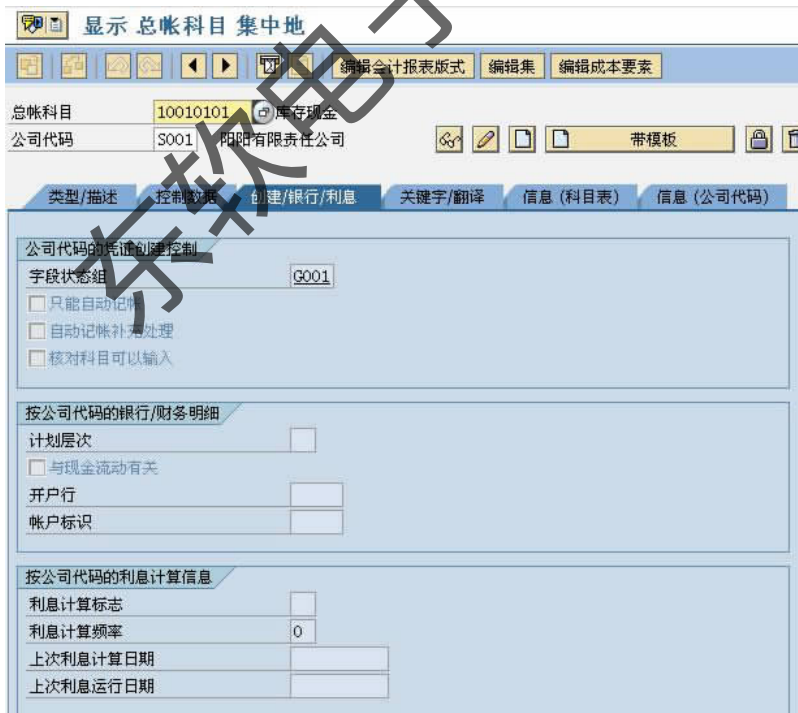 显示 总帐科目 集中地
编辑会计报表版式 编辑集 编辑成本要素
总帐科目 10010101 库存现金
公司代码 S001 阳阳有限责任公司 带模板
类型/描述 控制数据 创建/银行/利息 关键字/翻译 信息 (科目表) 信息 (公司代码)
公司代码的凭证创建控制
字段状态组 G001
只能自动记帐
自动记帐补充处理
核对科目可以输入
按公司代码的银行/财务明细
计划层次
与现金流动有关
开户行
帐户标识
按公司代码的利息计算信息
利息计算标志
利息计算频率 0
上次利息计算日期
上次利息运行日期
东软电子